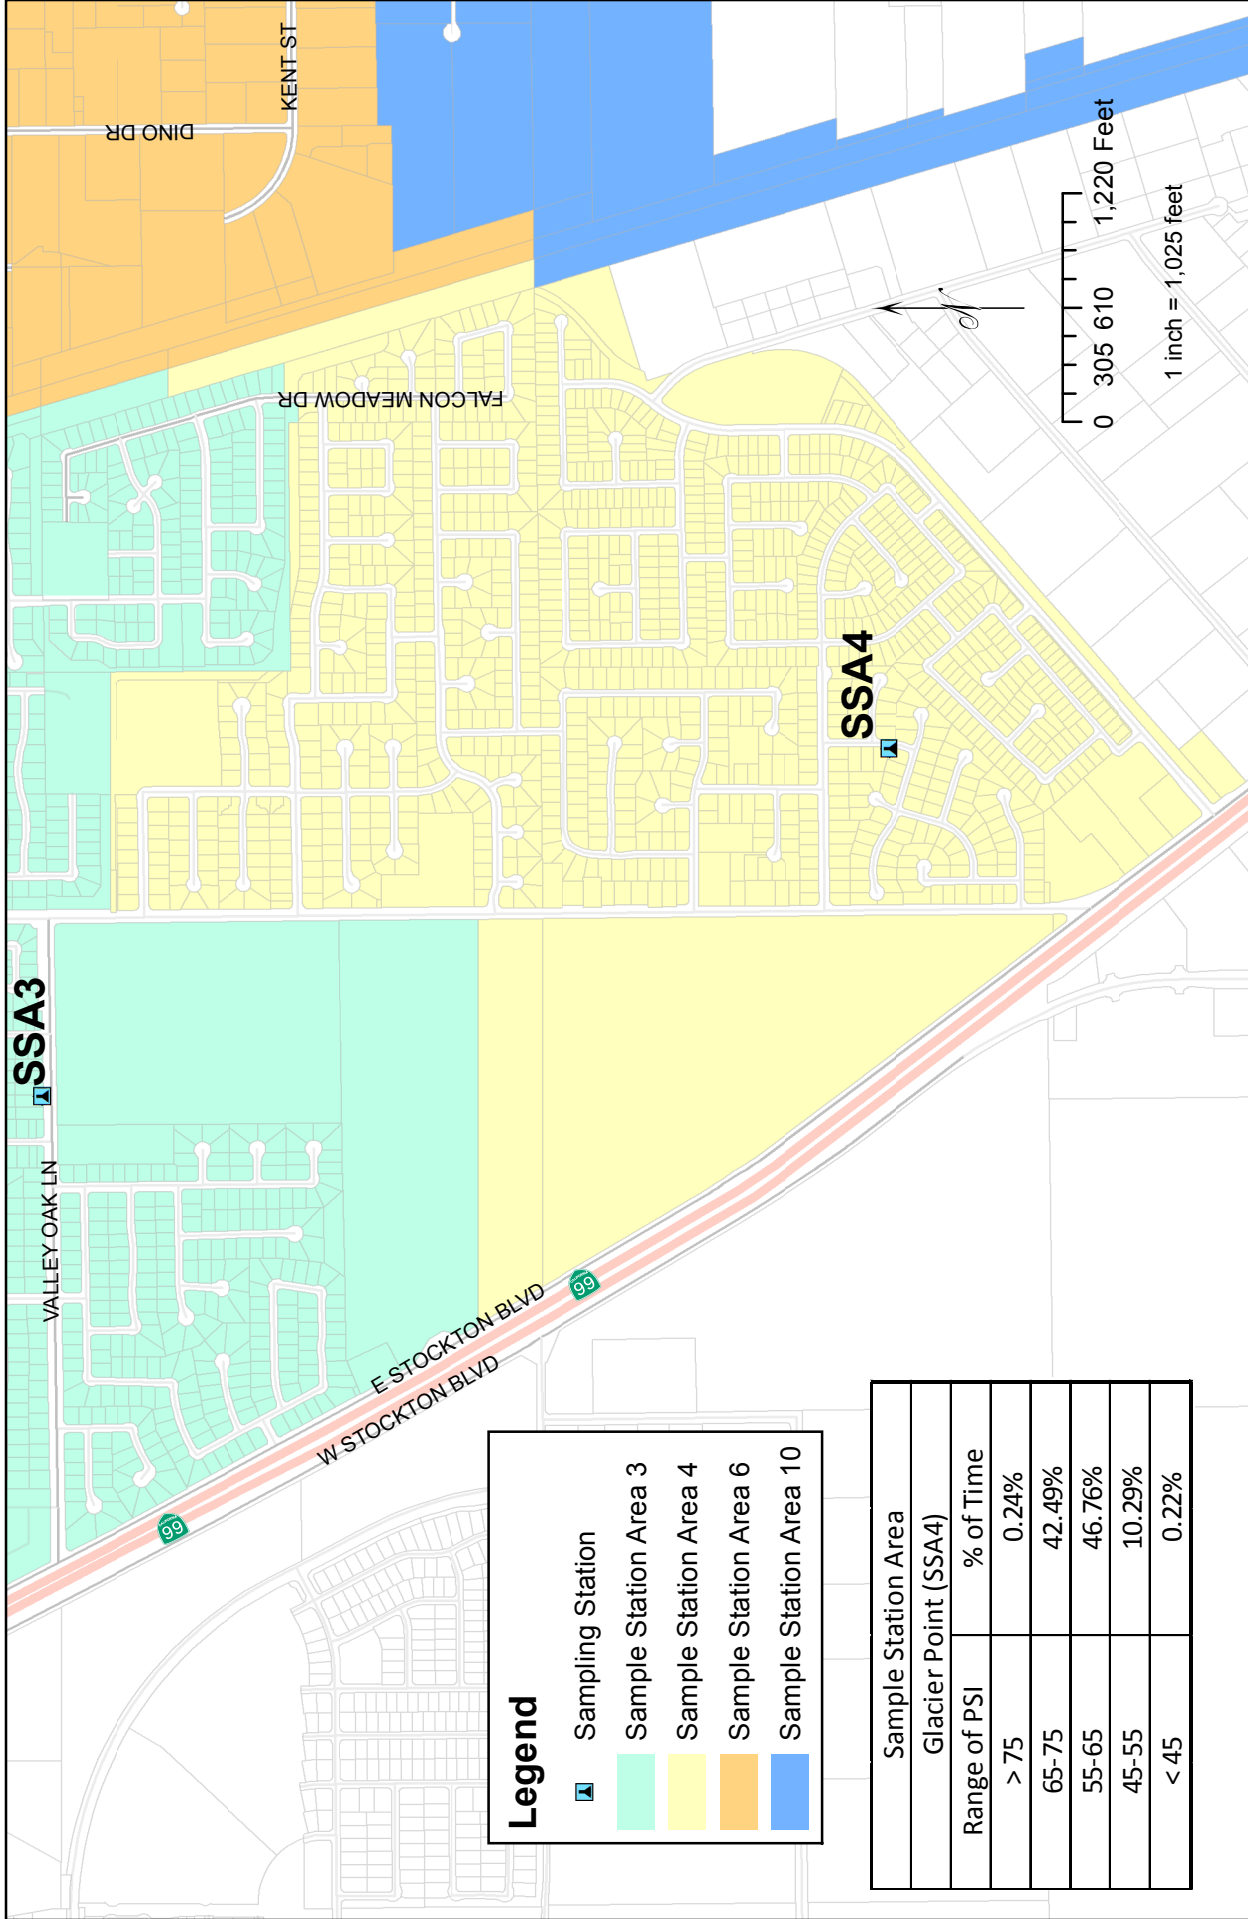 SSA3
VALLEY OAK LN
DINO DR
KENT ST
FALCON MEADOW DR
SSA4
E STOCKTON BLVD
W STOCKTON BLVD
99
99
Legend
Sampling Station
Sample Station Area 3
Sample Station Area 4
Sample Station Area 6
Sample Station Area 10
Sample Station Area
Glacier Point (SSA4)
Range of PSI % of Time
> 75 0.24%
65-75 42.49%
55-65 46.76%
45-55 10.29%
< 45 0.22%
N
0 305 610 1,220 Feet
1 inch = 1,025 feet